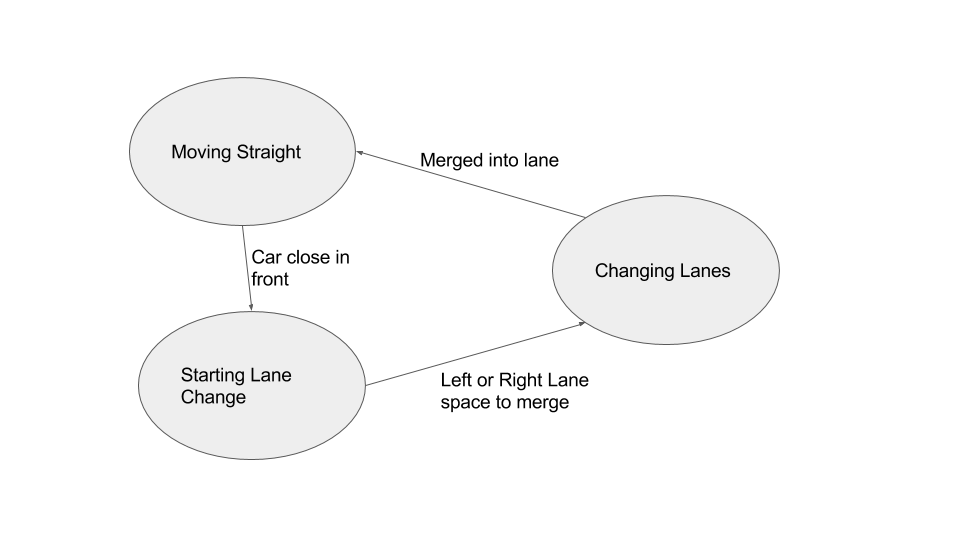 Moving Straight
Merged into lane
Car close in
front
Changing Lanes
Starting Lane
Change
Left or Right Lane
space to merge